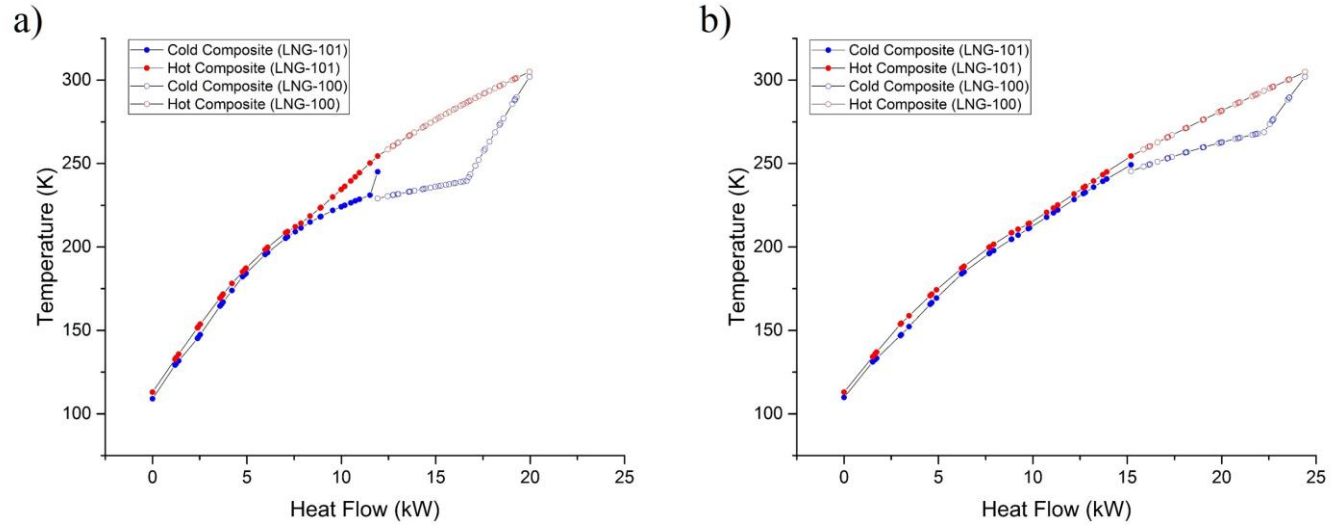 a)
Cold Composite (LNG-101)
Hot Composite (LNG-101)
Cold Composite (LNG-100)
Hot Composite (LNG-100)
300
250
200
150
100
Temperature (K)
0 5 10 15 20 25
Heat Flow (kW)
b)
Cold Composite (LNG-101)
Hot Composite (LNG-101)
Cold Composite (LNG-100)
Hot Composite (LNG-100)
300
250
200
150
100
Temperature (K)
0 5 10 15 20 25
Heat Flow (kW)